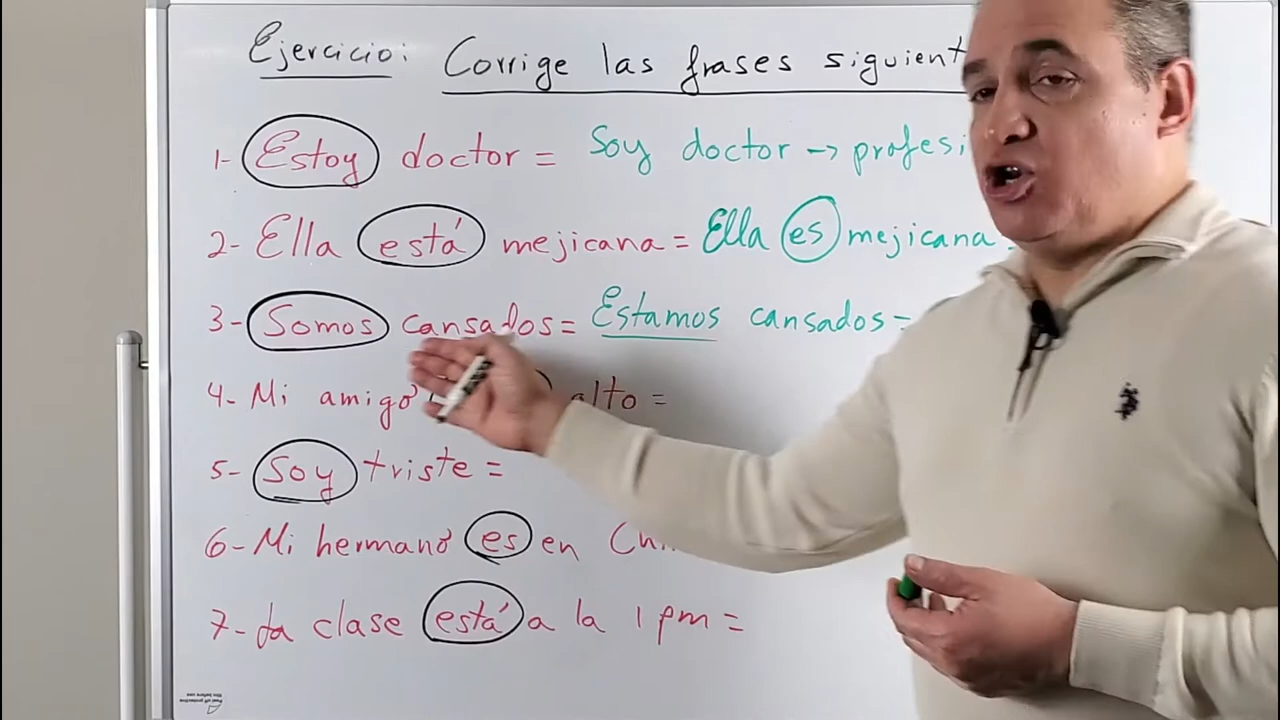 Ejercicio: Corrige las frases
1- Estoy doctor = Soy doctor →
2- Ella está mejicana = Ella es mejicana
3- Somos cansados = Estamos cansados =
4- Mi amigo alto =
5- Soy triste =
6- Mi hermano es en
7- La clase está a la 1 pm =